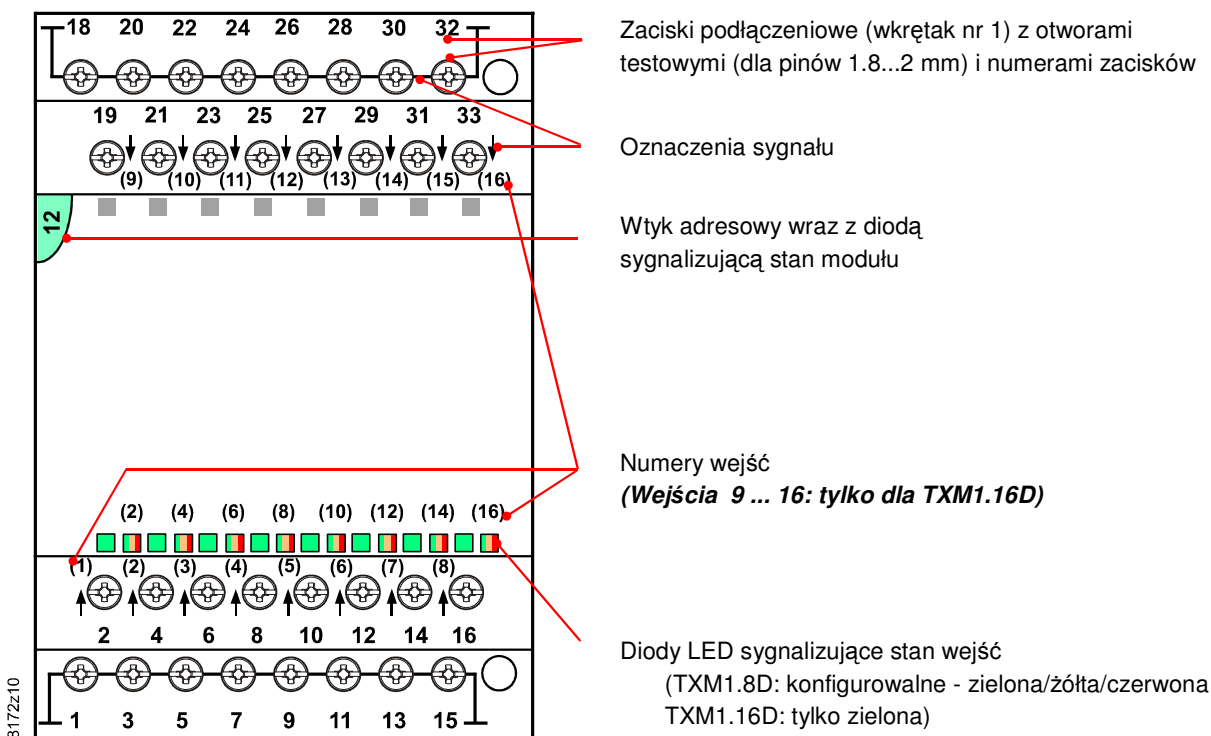 18 20 22 24 26 28 30 32
Zaciski podłączeniowe (wkrętak nr 1) z otworami
testowymi (dla pinów 1.8...2 mm) i numerami zacisków
19 21 23 25 27 29 31 33
Oznaczenia sygnału
(9) (10) (11) (12) (13) (14) (15) (16)
12
Wtyk adresowy wraz z diodą
sygnalizującą stan modułu
Numery wejść
(Wejścia 9 ... 16: tylko dla TXM1.16D)
(2) (4) (6) (8) (10) (12) (14) (16)
(1) (2) (3) (4) (5) (6) (7) (8)
2 4 6 8 10 12 14 16
Diody LED sygnalizujące stan wejść
(TXM1.8D: konfigurowalne - zielona/żółta/czerwona
TXM1.16D: tylko zielona)
1 3 5 7 9 11 13 15
8172z10